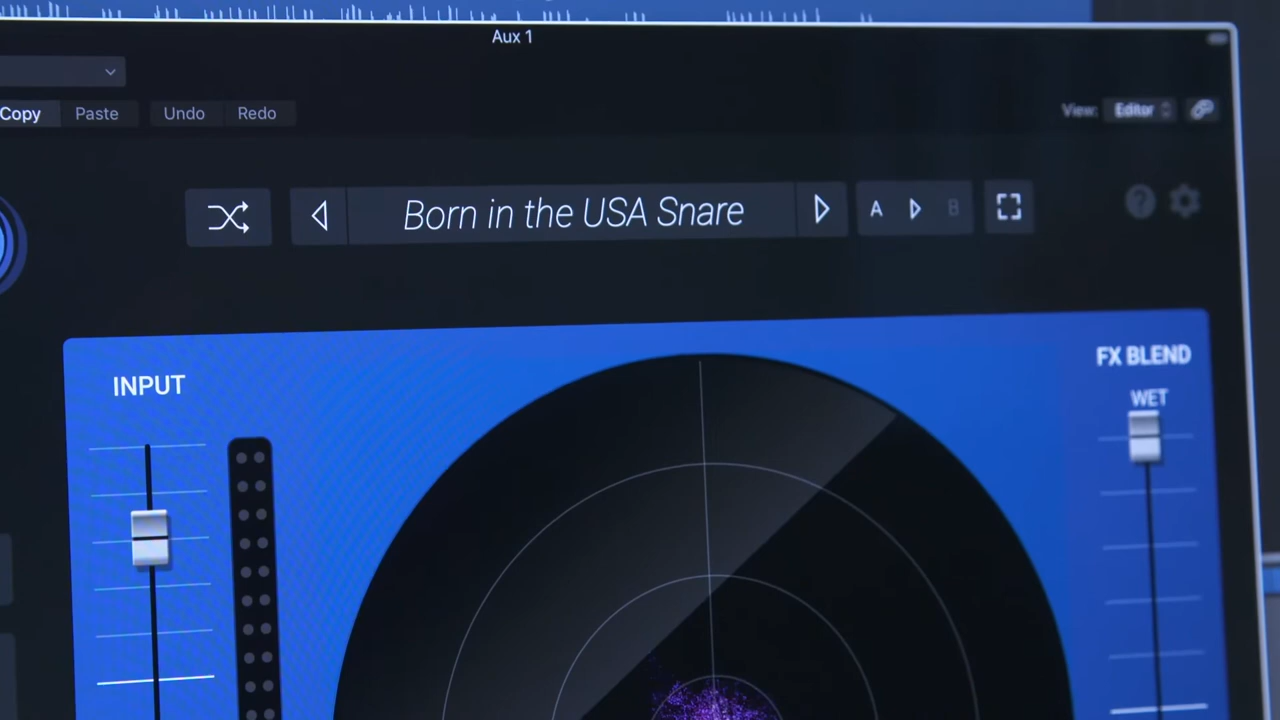 Aux 1
Copy Paste Undo Redo
View: Editor
Born in the USA Snare
A B
INPUT
FX BLEND
WET